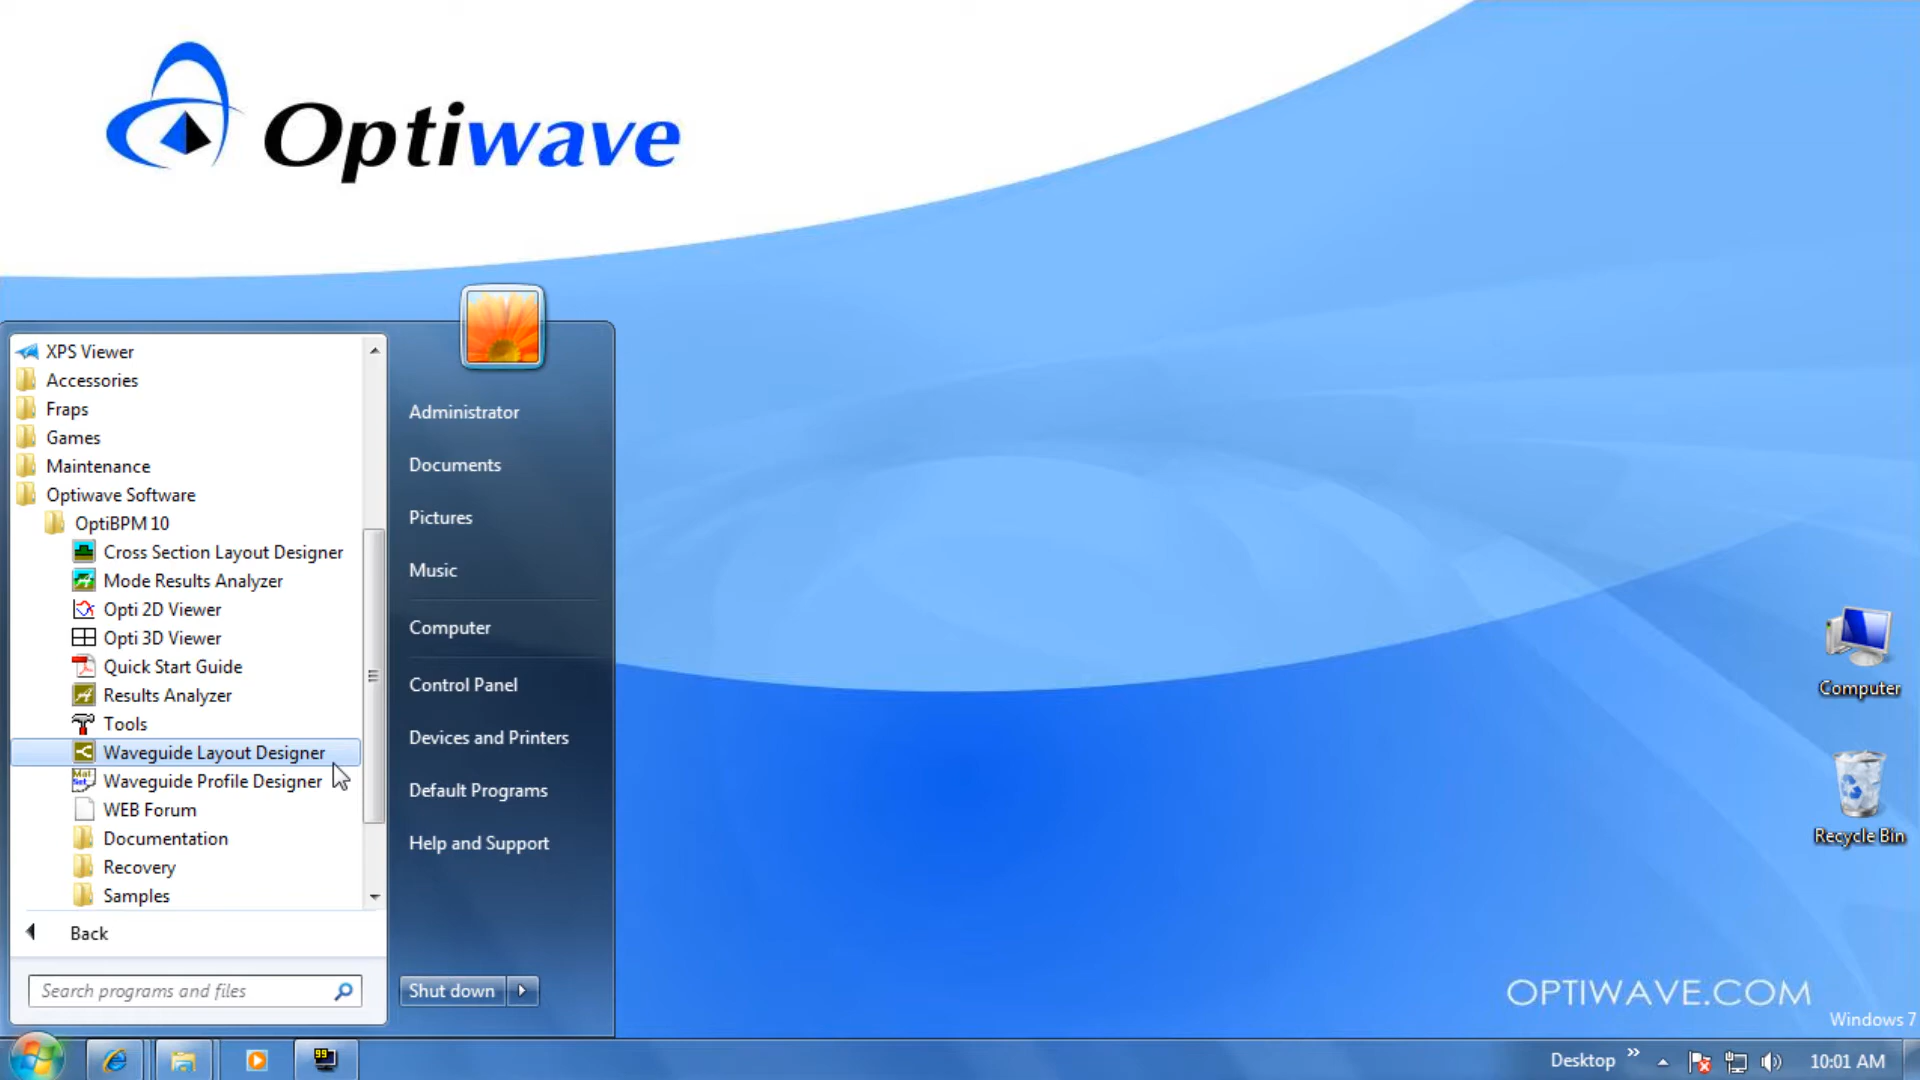 Optiwave
XPS Viewer
Accessories
Fraps
Games
Maintenance
Optiwave Software
OptiBPM 10
Cross Section Layout Designer
Mode Results Analyzer
Opti 2D Viewer
Opti 3D Viewer
Quick Start Guide
Results Analyzer
Tools
Waveguide Layout Designer
Waveguide Profile Designer
WEB Forum
Documentation
Recovery
Samples
Back
Search programs and files
Administrator
Documents
Pictures
Music
Computer
Control Panel
Devices and Printers
Default Programs
Help and Support
Shut down
Computer
Recycle Bin
OPTIWAVE.COM
Windows 7
99
Desktop »
10:01 AM